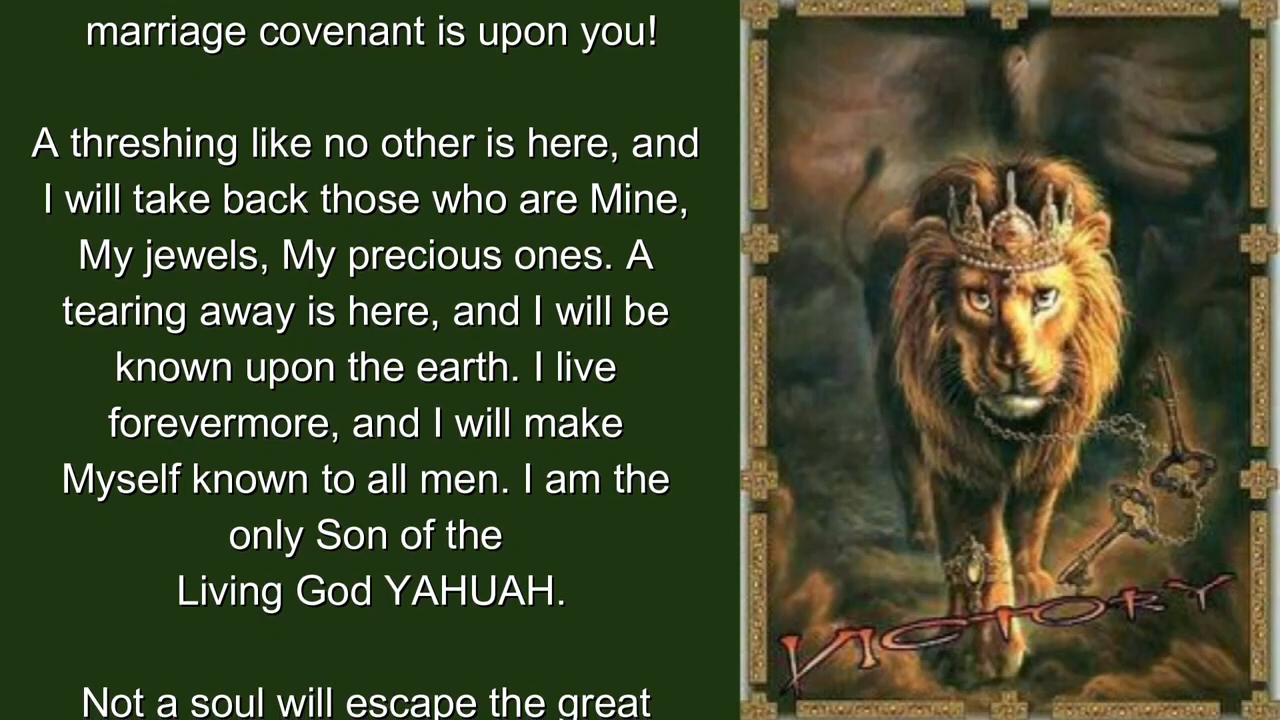 marriage covenant is upon you!
A threshing like no other is here, and
I will take back those who are Mine,
My jewels, My precious ones. A
tearing away is here, and I will be
known upon the earth. I live
forevermore, and I will make
Myself known to all men. I am the
only Son of the
Living God YAHUAH.
Not a soul will escape the great
VICTORY